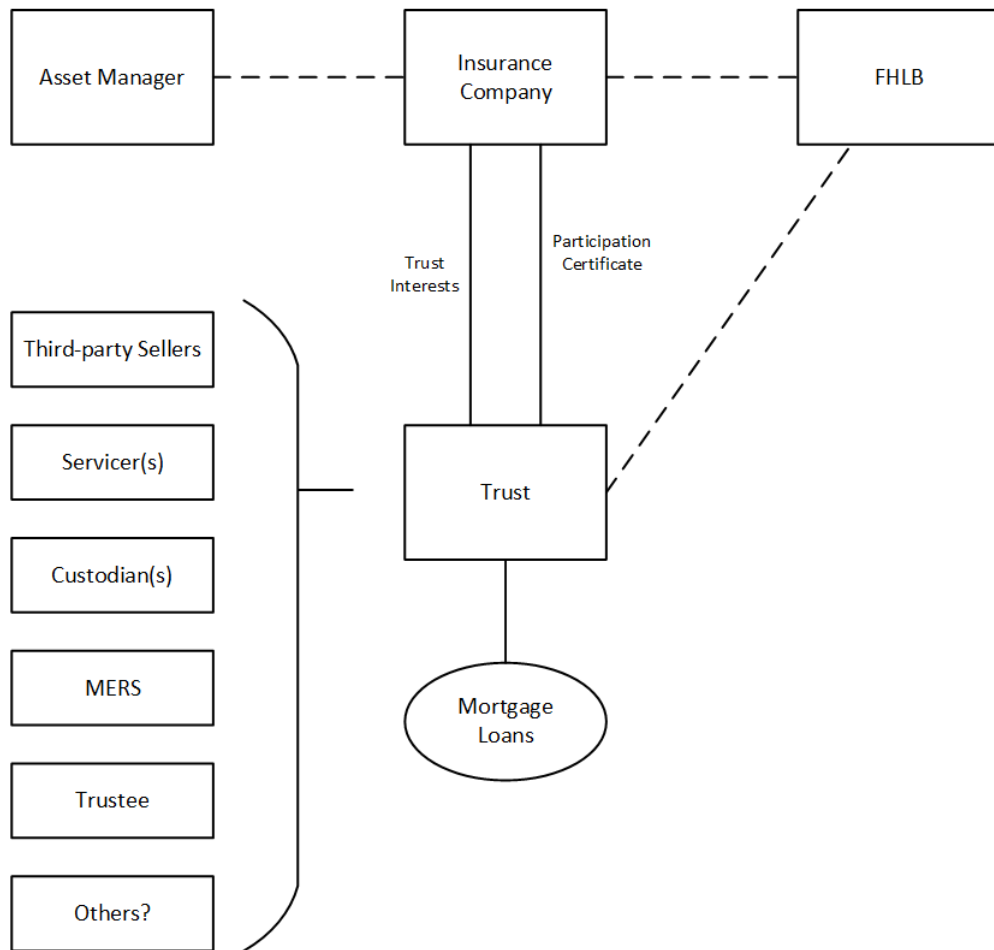 Asset Manager
Insurance
Company
FHLB
Trust
Interests
Participation
Certificate
Third-party Sellers
Servicer(s)
Custodian(s)
MERS
Trustee
Others?
Trust
Mortgage
Loans